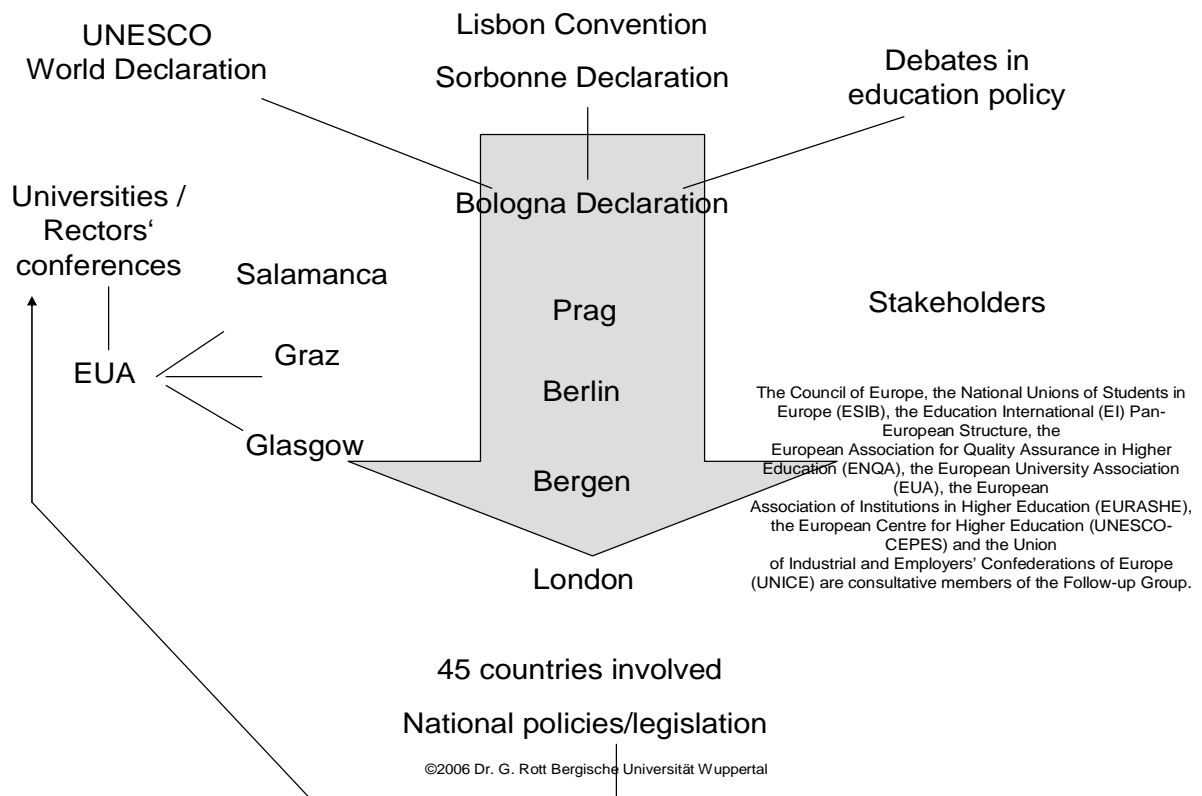 UNESCO
World Declaration
Lisbon Convention
Sorbonne Declaration
Debates in
education policy
Bologna Declaration
Universities /
Rectors‘
conferences
EUA
Salamanca
Graz
Glasgow
Prag
Berlin
Bergen
London
Stakeholders
The Council of Europe, the National Unions of Students in
Europe (ESIB), the Education International (EI) Pan-
European Structure, the
European Association for Quality Assurance in Higher
Education (ENQA), the European University Association
(EUA), the European
Association of Institutions in Higher Education (EURASHE),
the European Centre for Higher Education (UNESCO-
CEPES) and the Union
of Industrial and Employers’ Confederations of Europe
(UNICE) are consultative members of the Follow-up Group.
45 countries involved
National policies/legislation
©2006 Dr. G. Rott Bergische Universität Wuppertal